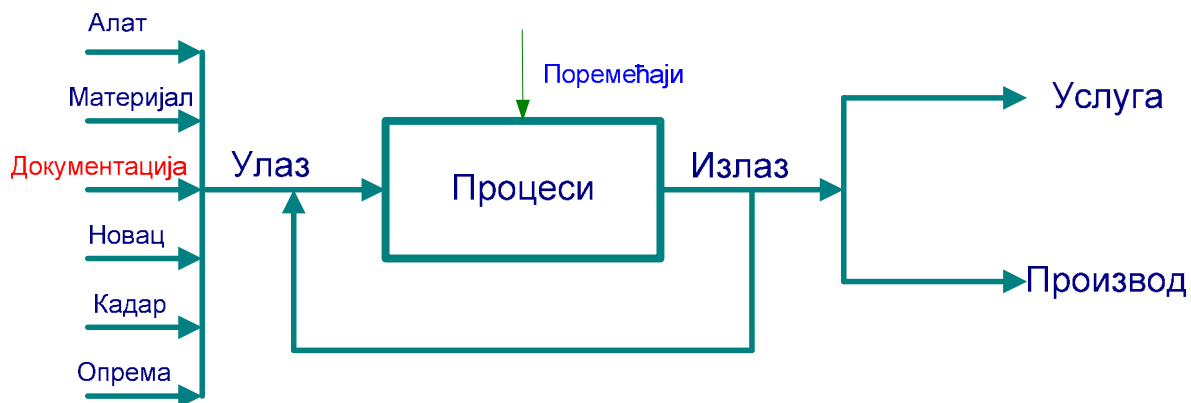 Алат
Материјал
Документација
Новац
Кадар
Опрема
Улаз
Поремећаји
Процеси
Излаз
Услуга
Производ